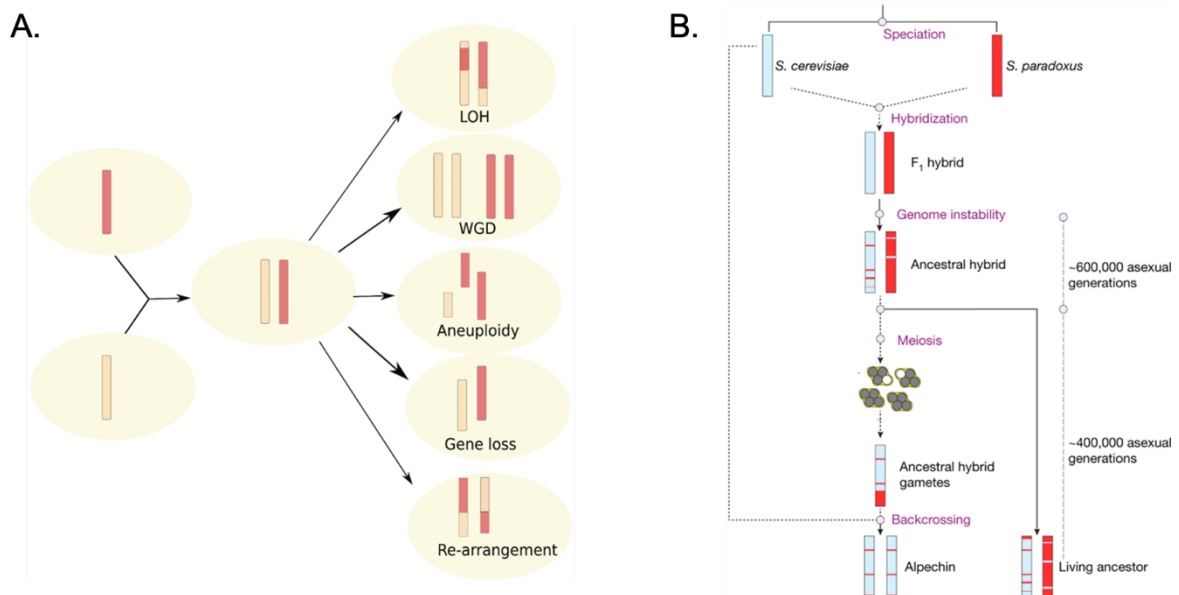 A.
LOH
WGD
Aneuploidy
Gene loss
Re-arrangement
B.
Speciation
S. cerevisiae
S. paradoxus
Hybridization
F1 hybrid
Genome instability
Ancestral hybrid
~600,000 asexual
generations
Meiosis
~400,000 asexual
generations
Ancestral hybrid
gametes
Backcrossing
Alpechin
Living ancestor